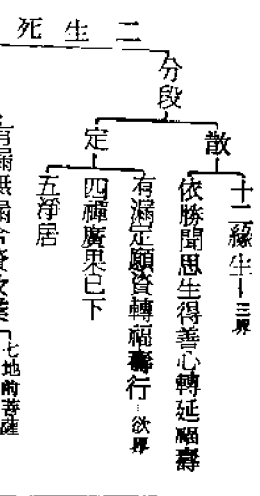 二生死
分段
散
十二緣生—三界
依勝聞思生得善心轉延福壽
定
有漏定願資轉福壽行…欲界
四禪廣果已下
五淨居
七地前菩薩